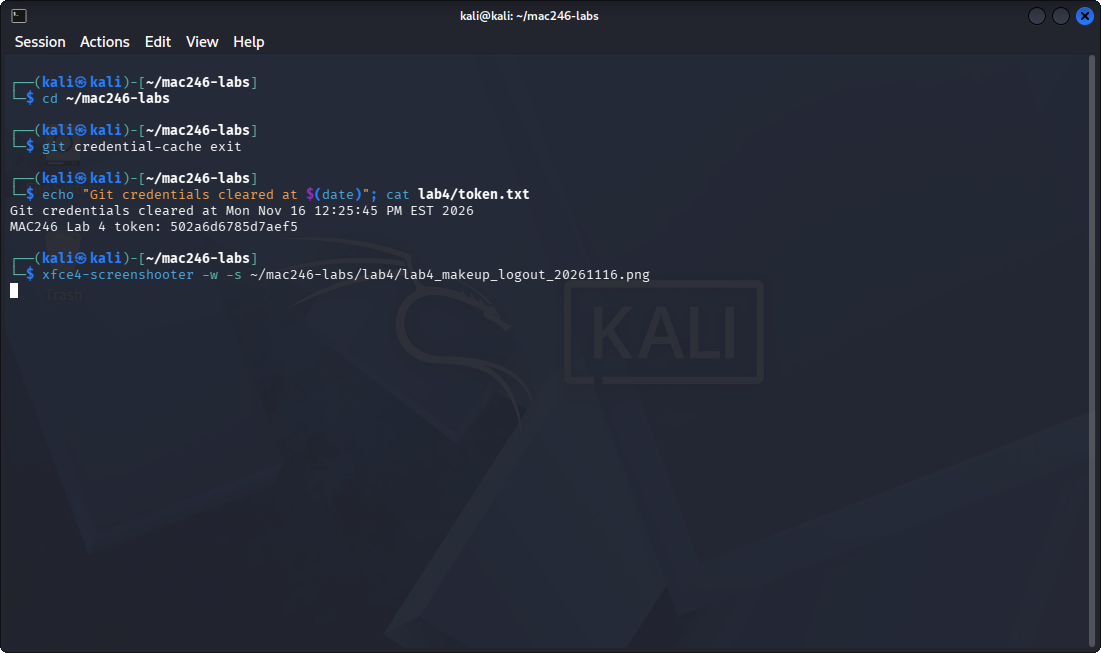 kali@kali: ~/mac246-labs
Session Actions Edit View Help
┌──(kali㉿kali)-[~/mac246-labs]
└─$ cd ~/mac246-labs
┌──(kali㉿kali)-[~/mac246-labs]
└─$ git credential-cache exit
┌──(kali㉿kali)-[~/mac246-labs]
└─$ echo "Git credentials cleared at $(date)"; cat lab4/token.txt
Git credentials cleared at Mon Nov 16 12:25:45 PM EST 2026
MAC246 Lab 4 token: 502a6d6785d7aef5
┌──(kali㉿kali)-[~/mac246-labs]
└─$ xfce4-screenshooter -w -s ~/mac246-labs/lab4/lab4_makeup_logout_20261116.png
Trash
KALI